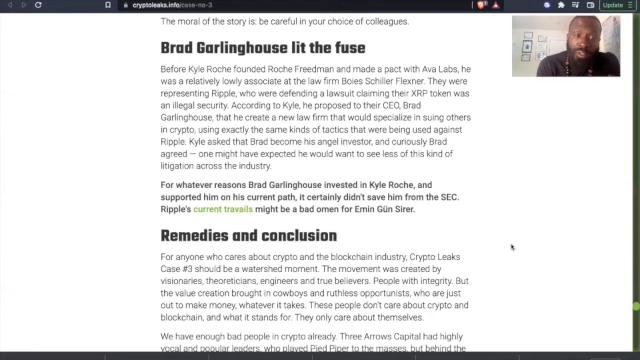 cryptoleaks.info/case-no-3
Update
The moral of the story is: be careful in your choice of colleagues.
Brad Garlinghouse lit the fuse
Before Kyle Roche founded Roche Freedman and made a pact with Ava Labs, he
was a relatively lowly associate at the law firm Boies Schiller Flexner. They were
representing Ripple, who were defending a lawsuit claiming their XRP token was
an illegal security. According to Kyle, he proposed to their CEO, Brad
Garlinghouse, that he create a new law firm that would specialize in suing others
in crypto, using exactly the same kinds of tactics that were being used against
Ripple. Kyle asked that Brad become his angel investor, and curiously Brad
agreed — one might have expected he would want to see less of this kind of
litigation across the industry.
For whatever reasons Brad Garlinghouse invested in Kyle Roche, and
supported him on his current path, it certainly didn't save him from the SEC.
Ripple's current travails might be a bad omen for Emin Gün Sirer.
Remedies and conclusion
For anyone who cares about crypto and the blockchain industry, Crypto Leaks
Case #3 should be a watershed moment. The movement was created by
visionaries, theoreticians, engineers and true believers. People with integrity. But
the value creation brought in cowboys and ruthless opportunists, who are just
out to make money, whatever it takes. These people don't care about crypto and
blockchain, and what it stands for. They only care about themselves.
We have enough bad people in crypto already. Three Arrows Capital had highly
vocal and popular leaders, who played Pied Piper to the masses, but behind the